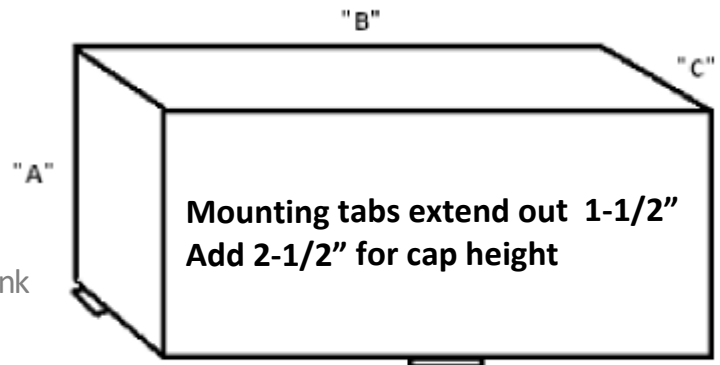 "B"
"C"
"A"
Mounting tabs extend out 1-1/2”
Add 2-1/2” for cap height
nk